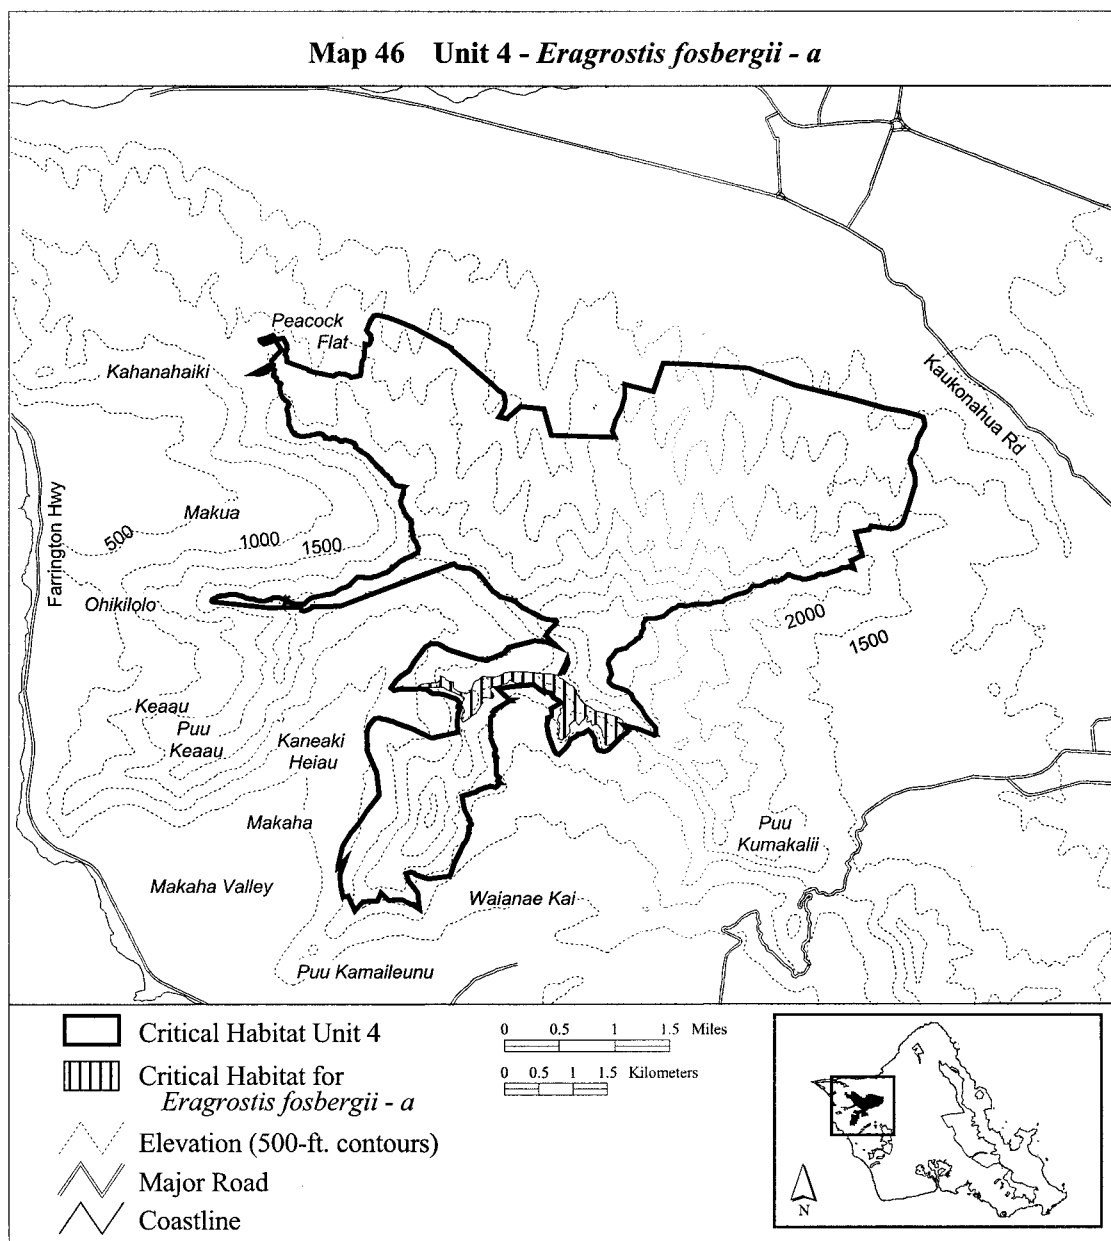 Map 46 Unit 4 - Eragrostis fosbergii - a
Peacock
Flat
Kahanahaiki
Kaukonahua Rd
Farrington Hwy
Makua
500
1000
1500
Ohikilolo
2000
1500
Keaau
Puu
Keaau
Kaneaki
Heiau
Makaha
Puu
Kumakalii
Makaha Valley
Waianae Kai
Puu Kamaileunu
Critical Habitat Unit 4
Critical Habitat for
Eragrostis fosbergii - a
Elevation (500-ft. contours)
Major Road
Coastline
0 0.5 1 1.5 Miles
0 0.5 1 1.5 Kilometers
N